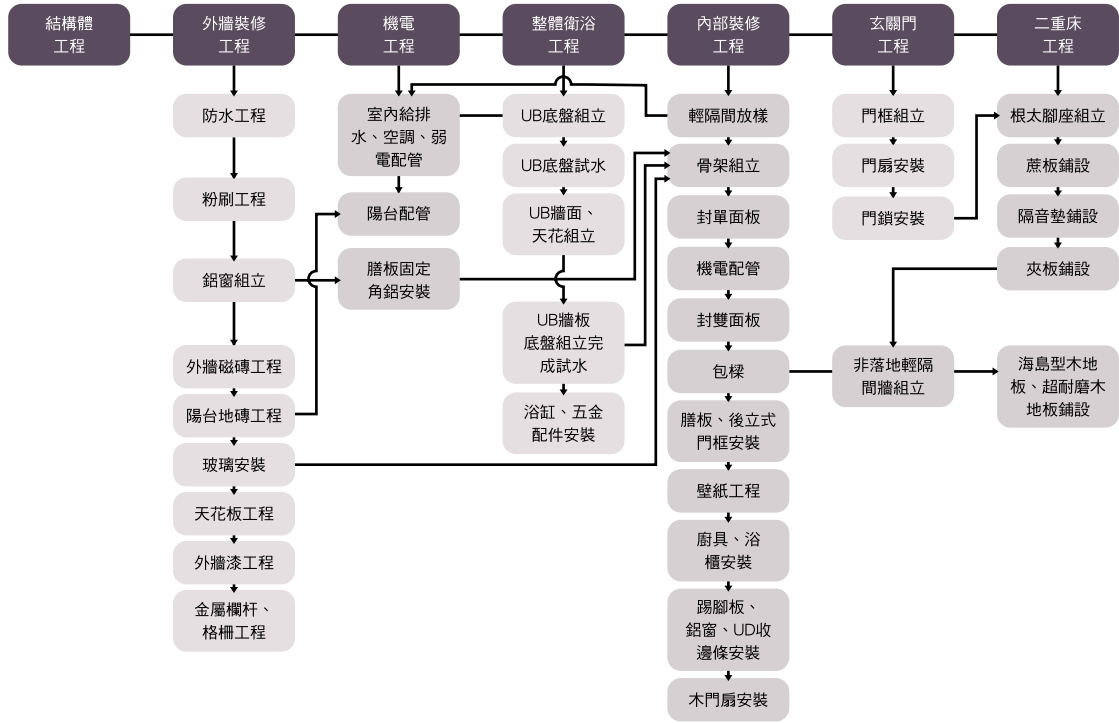 結構體
工程
外牆裝修
工程
防水工程
粉刷工程
鋁窗組立
外牆磁磚工程
陽台地磚工程
玻璃安裝
天花板工程
外牆漆工程
金屬欄杆、
格柵工程
機電
工程
室內給排
水、空調、弱
電配管
陽台配管
膳板固定
角鋁安裝
整體衛浴
工程
UB底盤組立
UB底盤試水
UB牆面、
天花組立
UB牆板
底盤組立完
成試水
浴缸、五金
配件安裝
內部裝修
工程
輕隔間放樣
骨架組立
封單面板
機電配管
封雙面板
包樑
膳板、後立式
門框安裝
壁紙工程
廚具、浴
櫃安裝
踢腳板、
鋁窗、UD收
邊條安裝
木門扇安裝
玄關門
工程
門框組立
門扇安裝
門鎖安裝
非落地輕隔
間牆組立
二重床
工程
根太腳座組立
蔗板鋪設
隔音墊鋪設
夾板鋪設
海島型木地
板、超耐磨木
地板鋪設